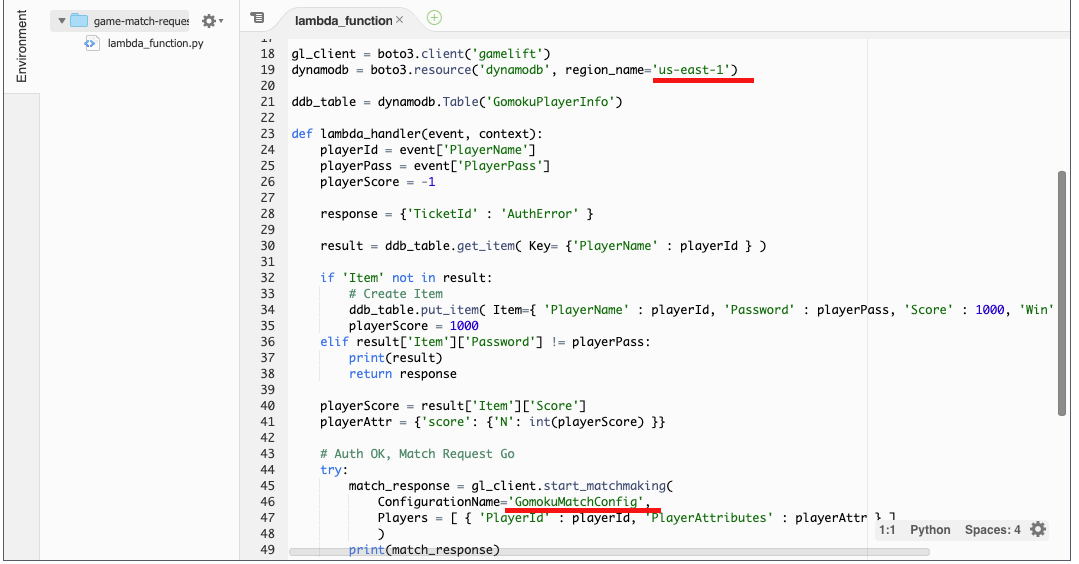 Environment
game-match-reques
lambda_function.py
lambda_function
18 gl_client = boto3.client('gamelift')
19 dynamodb = boto3.resource('dynamodb', region_name='us-east-1')
20
21 ddb_table = dynamodb.Table('GomokuPlayerInfo')
22
23 def lambda_handler(event, context):
24 playerId = event['PlayerName']
25 playerPass = event['PlayerPass']
26 playerScore = -1
27
28 response = {'TicketId' : 'AuthError' }
29
30 result = ddb_table.get_item( Key= {'PlayerName' : playerId } )
31
32 if 'Item' not in result:
33 # Create Item
34 ddb_table.put_item( Item={ 'PlayerName' : playerId, 'Password' : playerPass, 'Score' : 1000, 'Win'
35 playerScore = 1000
36 elif result['Item']['Password'] != playerPass:
37 print(result)
38 return response
39
40 playerScore = result['Item']['Score']
41 playerAttr = {'score': {'N': int(playerScore) }}
42
43 # Auth OK, Match Request Go
44 try:
45 match_response = gl_client.start_matchmaking(
46 ConfigurationName='GomokuMatchConfig',
47 Players = [ { 'PlayerId' : playerId, 'PlayerAttributes' : playerAttr } ]
48 )
49 print(match_response)
1:1 Python Spaces: 4